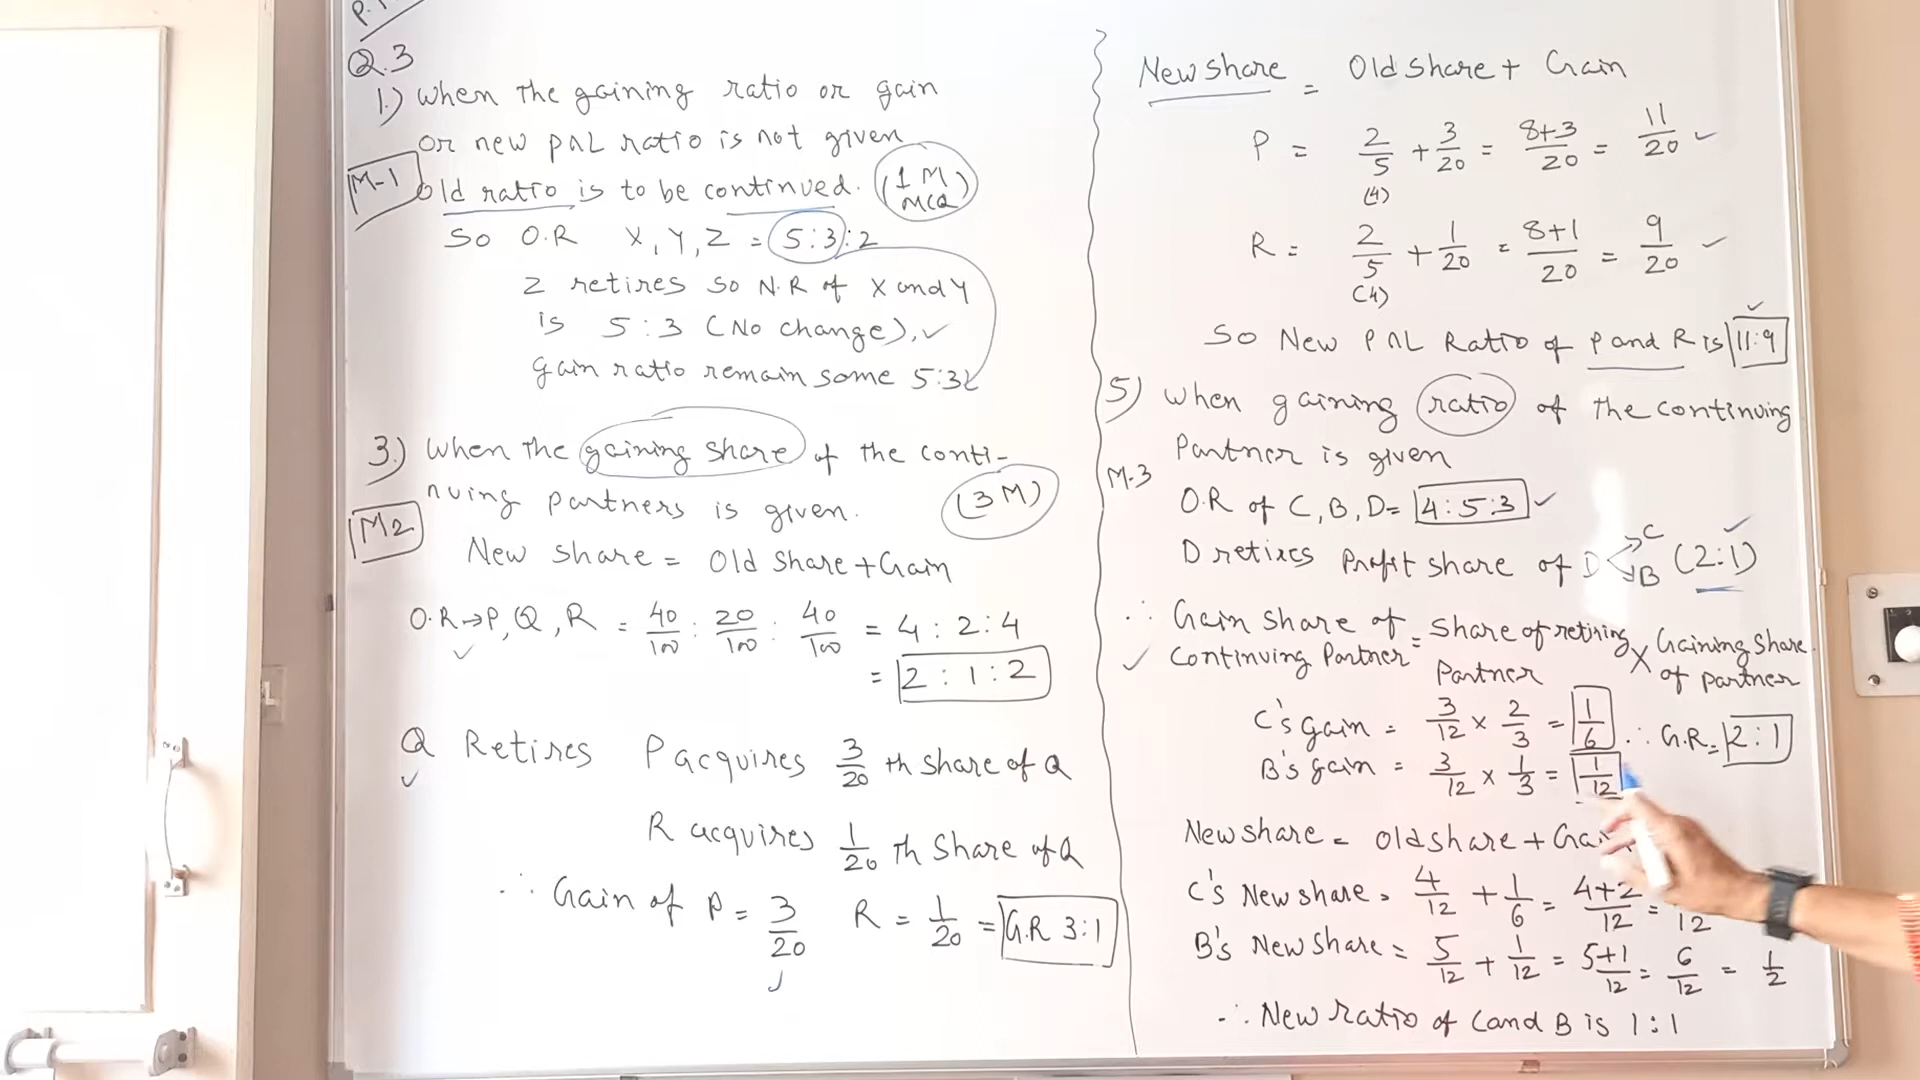 Q.3
1.) When the gaining ratio or gain
or new P&L ratio is not given
M-1 old ratio is to be continued. (1M MCQ)
So O.R X, Y, Z = 5:3:2
Z retires so N.R of X and Y
is 5:3 (No change),✓
gain ratio remain same 5:3
3.) When the gaining share of the conti-
nuing partners is given. (3M)
M2
New share = Old Share + Gain
O.R→P, Q, R = 40/100 : 20/100 : 40/100 = 4 : 2 : 4
✓
= 2 : 1 : 2
Q Retires P acquires 3/20 th share of Q
✓
R acquires 1/20 th Share of Q
∴ Gain of P = 3/20 R = 1/20 = G.R 3:1
New share = Old share + Gain
P = 2/5 + 3/20 = 8+3/20 = 11/20 ✓
(4)
R = 2/5 + 1/20 = 8+1/20 = 9/20 ✓
(4)
So New P&L Ratio of P and R is 11:9 ✓
5) When gaining ratio of the continuing
Partner is given
M-3
O.R of C, B, D = 4:5:3 ✓
D retires Profit share of D C B (2:1) ✓
∴ Gain share of Continuing Partner = Share of retiring Partner X Gaining share of partner
✓
C's Gain = 3/12 × 2/3 = 1/6 ∴ G.R = 2:1
B's gain = 3/12 × 1/3 = 1/12
New share = old share +
C's New share = 4/12 + 1/6 = 4+2/12 = /12
B's New share = 5/12 + 1/12 = 5+1/12 = 6/12 = 1/2
∴ New ratio of C and B is 1:1